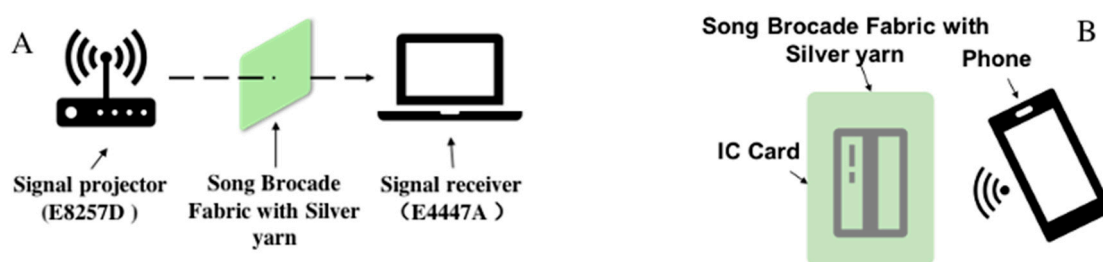 A
Signal projector
(E8257D )
Song Brocade
Fabric with Silver
yarn
Signal receiver
（E4447A ）
Song Brocade Fabric with
Silver yarn
B
Phone
IC Card